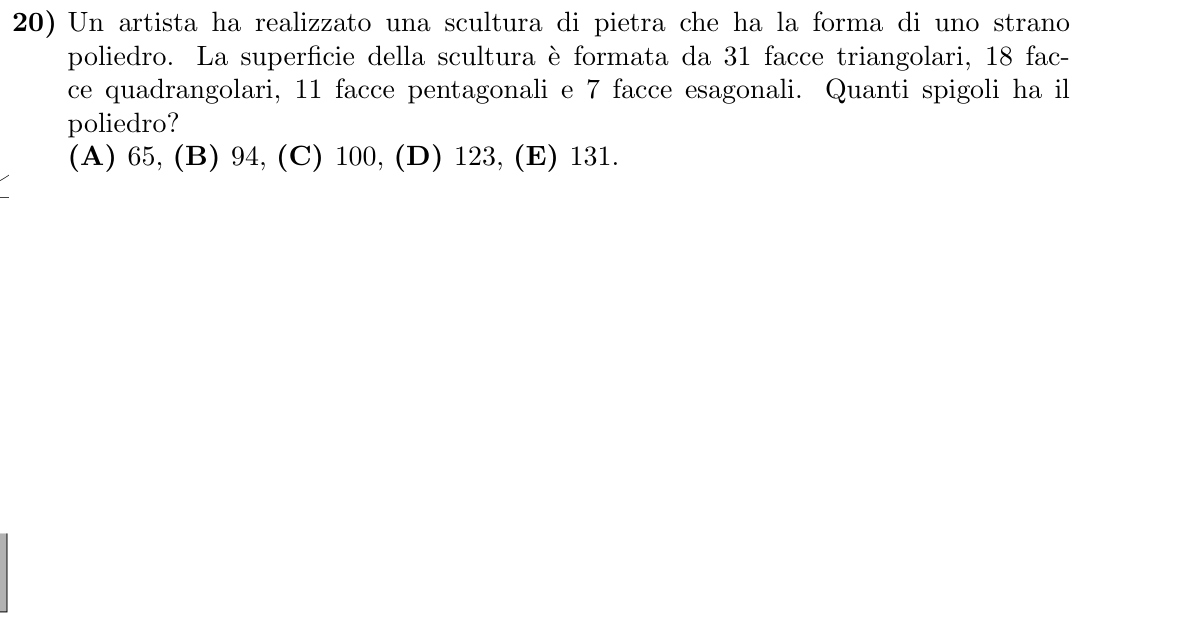 20) Un artista ha realizzato una scultura di pietra che ha la forma di uno strano
poliedro. La superficie della scultura è formata da 31 facce triangolari, 18 fac-
ce quadrangolari, 11 facce pentagonali e 7 facce esagonali. Quanti spigoli ha il
poliedro?
(A) 65, (B) 94, (C) 100, (D) 123, (E) 131.